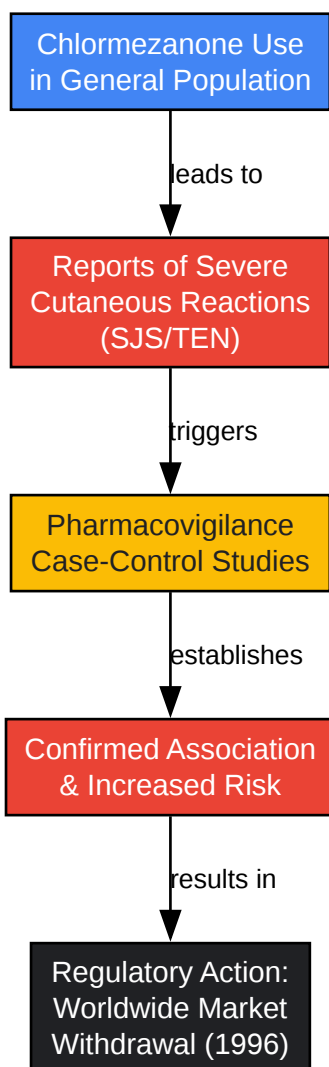 Chlormezanone Use
in General Population
leads to
Reports of Severe
Cutaneous Reactions
(SJS/TEN)
triggers
Pharmacovigilance
Case-Control Studies
establishes
Confirmed Association
& Increased Risk
results in
Regulatory Action:
Worldwide Market
Withdrawal (1996)